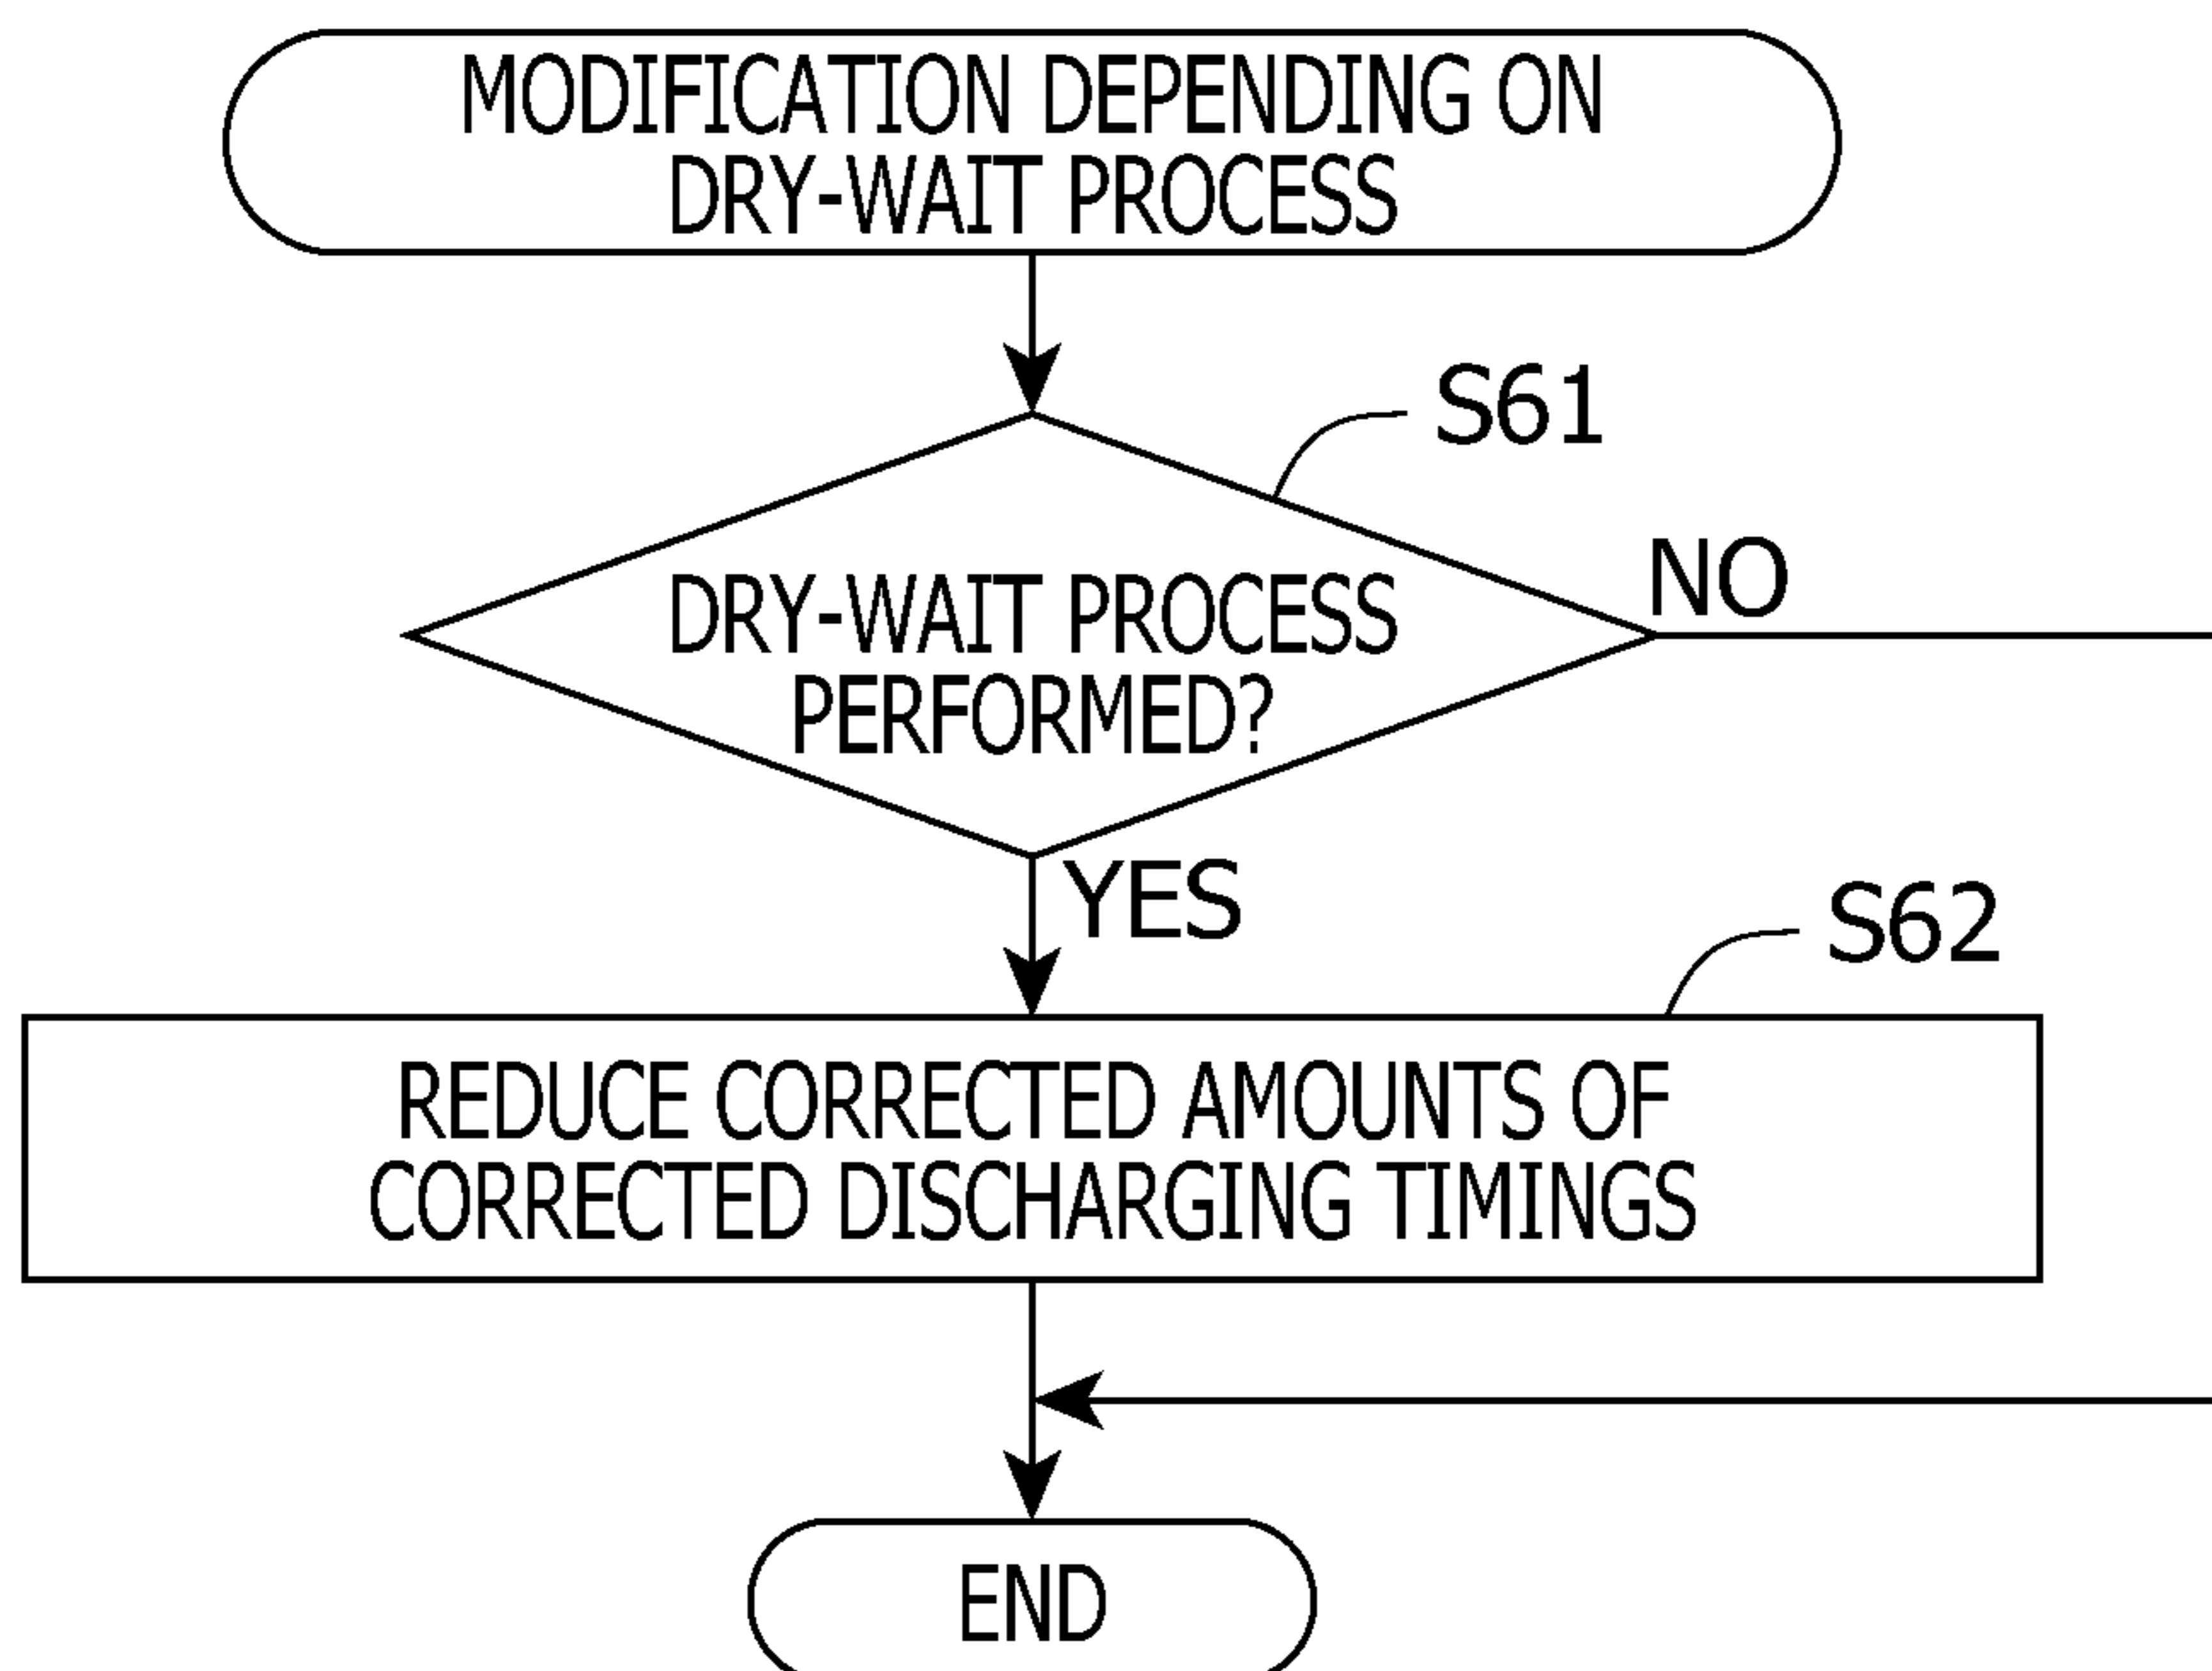 MODIFICATION DEPENDING ON
DRY-WAIT PROCESS
S61
DRY-WAIT PROCESS
PERFORMED?
NO
YES
S62
REDUCE CORRECTED AMOUNTS OF
CORRECTED DISCHARGING TIMINGS
END